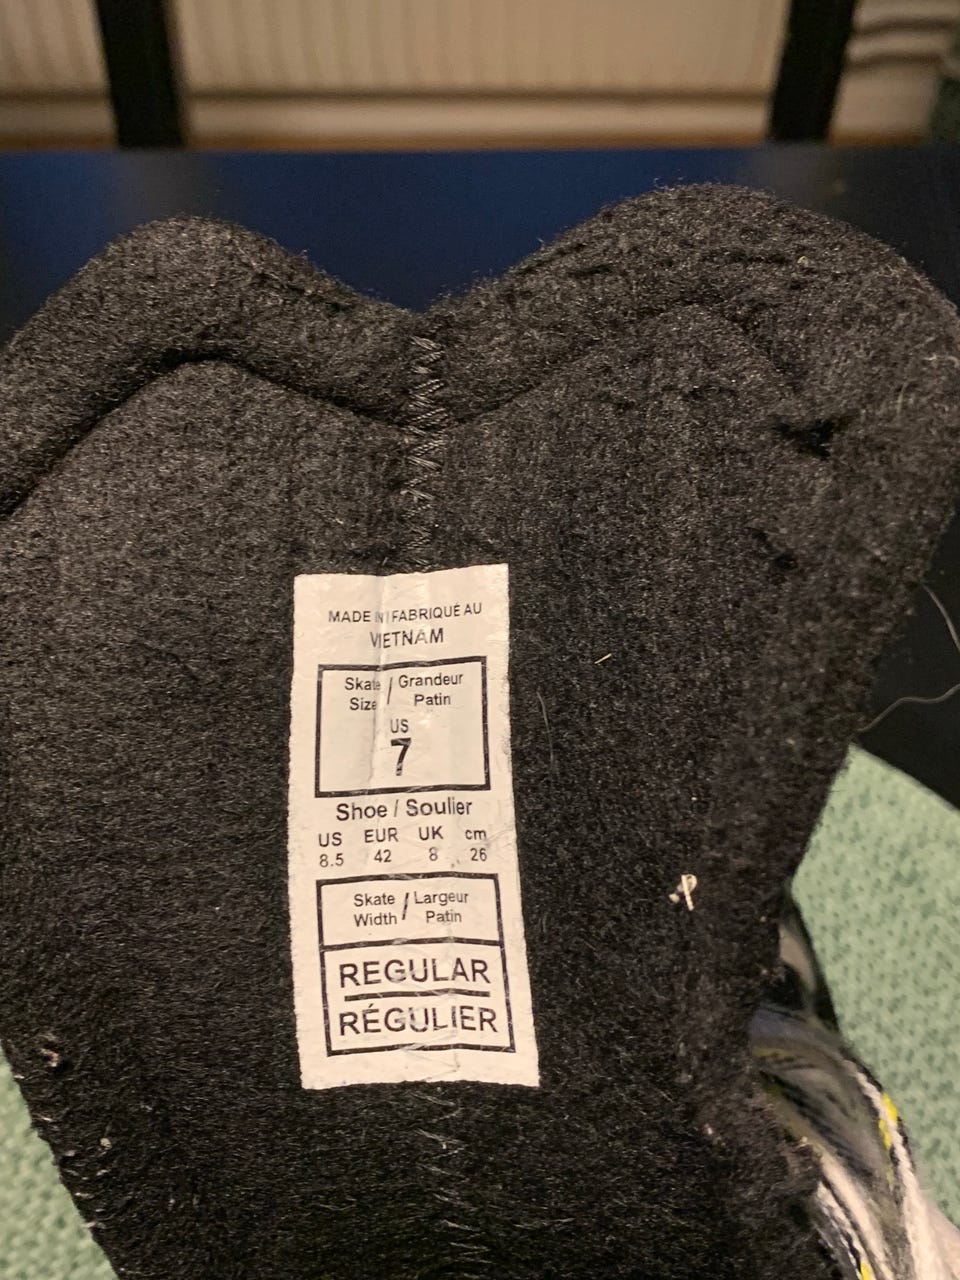 MADE IN / FABRIQUÉ AU
VIETNAM
Skate / Grandeur
Size / Patin
US
7
Shoe / Soulier
US EUR UK cm
8.5 42 8 26
Skate / Largeur
Width / Patin
REGULAR
RÉGULIER